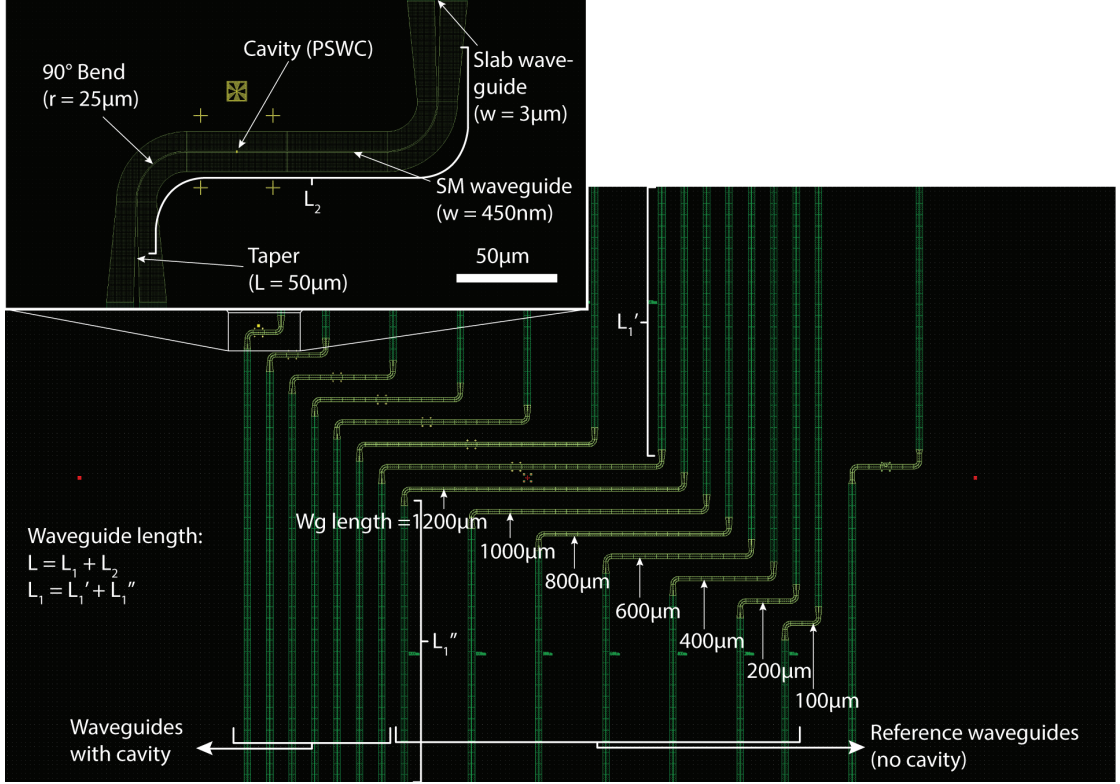 Cavity (PSWC)
90° Bend
(r = 25μm)
Slab wave-
guide
(w = 3μm)
SM waveguide
(w = 450nm)
L₂
Taper
(L = 50μm)
50μm
L₁′
Wg length =1200μm
1000μm
800μm
600μm
400μm
200μm
100μm
Waveguide length:
L = L₁ + L₂
L₁ = L₁′ + L₁″
L₁″
Waveguides
with cavity
Reference waveguides
(no cavity)